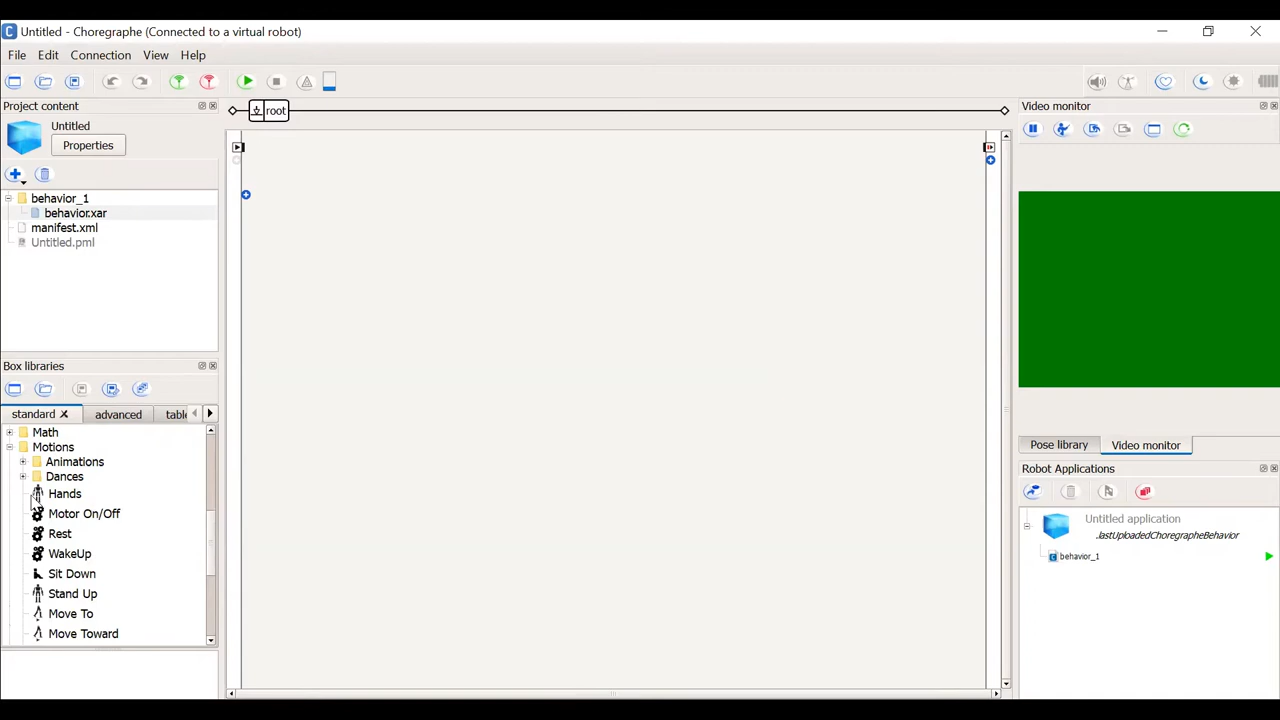 Untitled - Choregraphe (Connected to a virtual robot)
File Edit Connection View Help
Project content
Untitled
Properties
behavior_1
behavior.xar
manifest.xml
Untitled.pml
root
Video monitor
Box libraries
standard advanced table
Math
Motions
Animations
Dances
Hands
Motor On/Off
Rest
WakeUp
Sit Down
Stand Up
Move To
Move Toward
Pose library Video monitor
Robot Applications
Untitled application
.lastUploadedChoregrapheBehavior
behavior_1